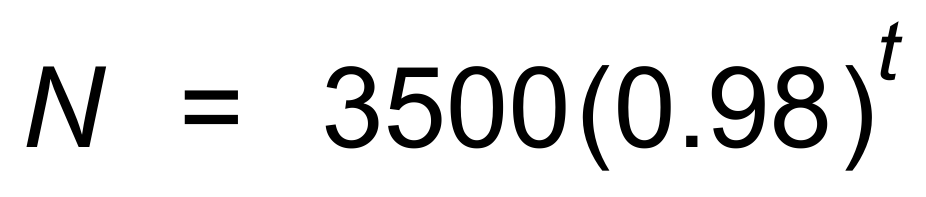 N = 3500(0.98)^t